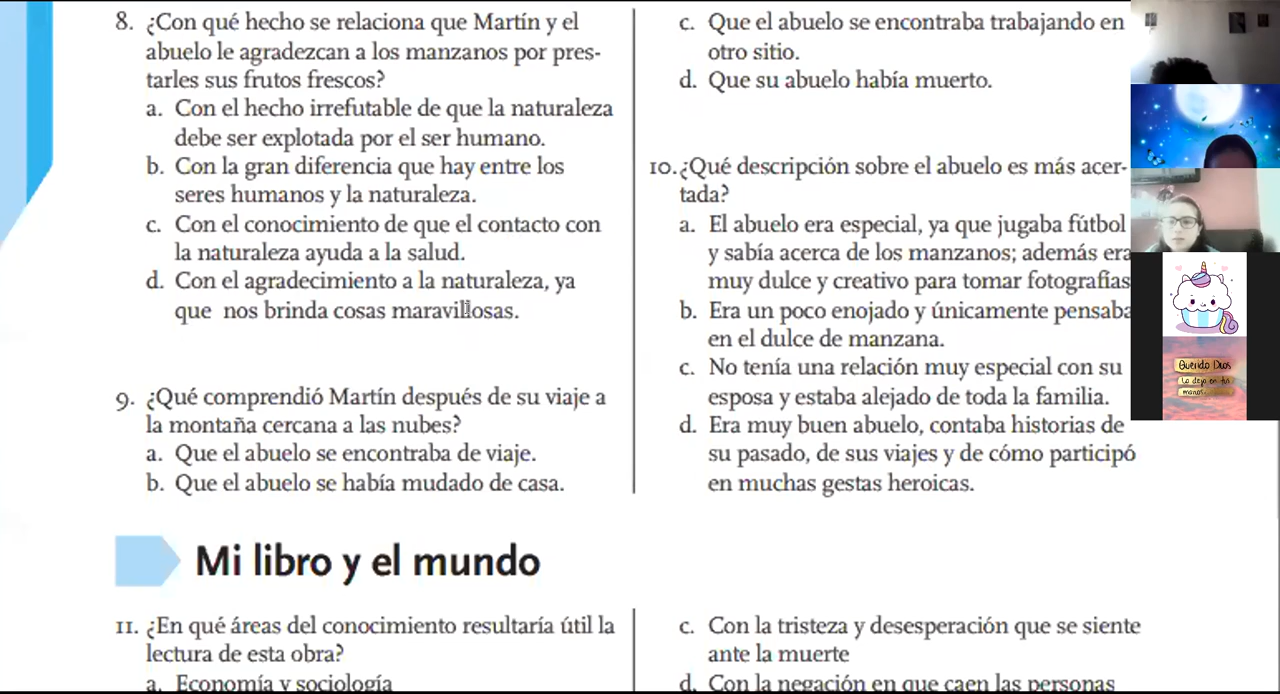 8. ¿Con qué hecho se relaciona que Martín y el
abuelo le agradezcan a los manzanos por pres-
tarles sus frutos frescos?
a. Con el hecho irrefutable de que la naturaleza
debe ser explotada por el ser humano.
b. Con la gran diferencia que hay entre los
seres humanos y la naturaleza.
c. Con el conocimiento de que el contacto con
la naturaleza ayuda a la salud.
d. Con el agradecimiento a la naturaleza, ya
que nos brinda cosas maravillosas.
9. ¿Qué comprendió Martín después de su viaje a
la montaña cercana a las nubes?
a. Que el abuelo se encontraba de viaje.
b. Que el abuelo se había mudado de casa.
c. Que el abuelo se encontraba trabajando en
otro sitio.
d. Que su abuelo había muerto.
10. ¿Qué descripción sobre el abuelo es más acer-
tada?
a. El abuelo era especial, ya que jugaba fútbol
y sabía acerca de los manzanos; además era
muy dulce y creativo para tomar fotografías
b. Era un poco enojado y únicamente pensaba
en el dulce de manzana.
c. No tenía una relación muy especial con su
esposa y estaba alejado de toda la familia.
d. Era muy buen abuelo, contaba historias de
su pasado, de sus viajes y de cómo participó
en muchas gestas heroicas.
Mi libro y el mundo
11. ¿En qué áreas del conocimiento resultaría útil la
lectura de esta obra?
a. Economía y sociología
c. Con la tristeza y desesperación que se siente
ante la muerte
d. Con la negación en que caen las personas
Querido Dios
Lo dejo en tus
manos.